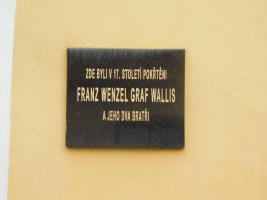 ZDE BYLI V 17. STOLETÍ POKŘTĚNI
FRANZ WENZEL GRAF WALLIS
A JEHO DVA BRATŘI